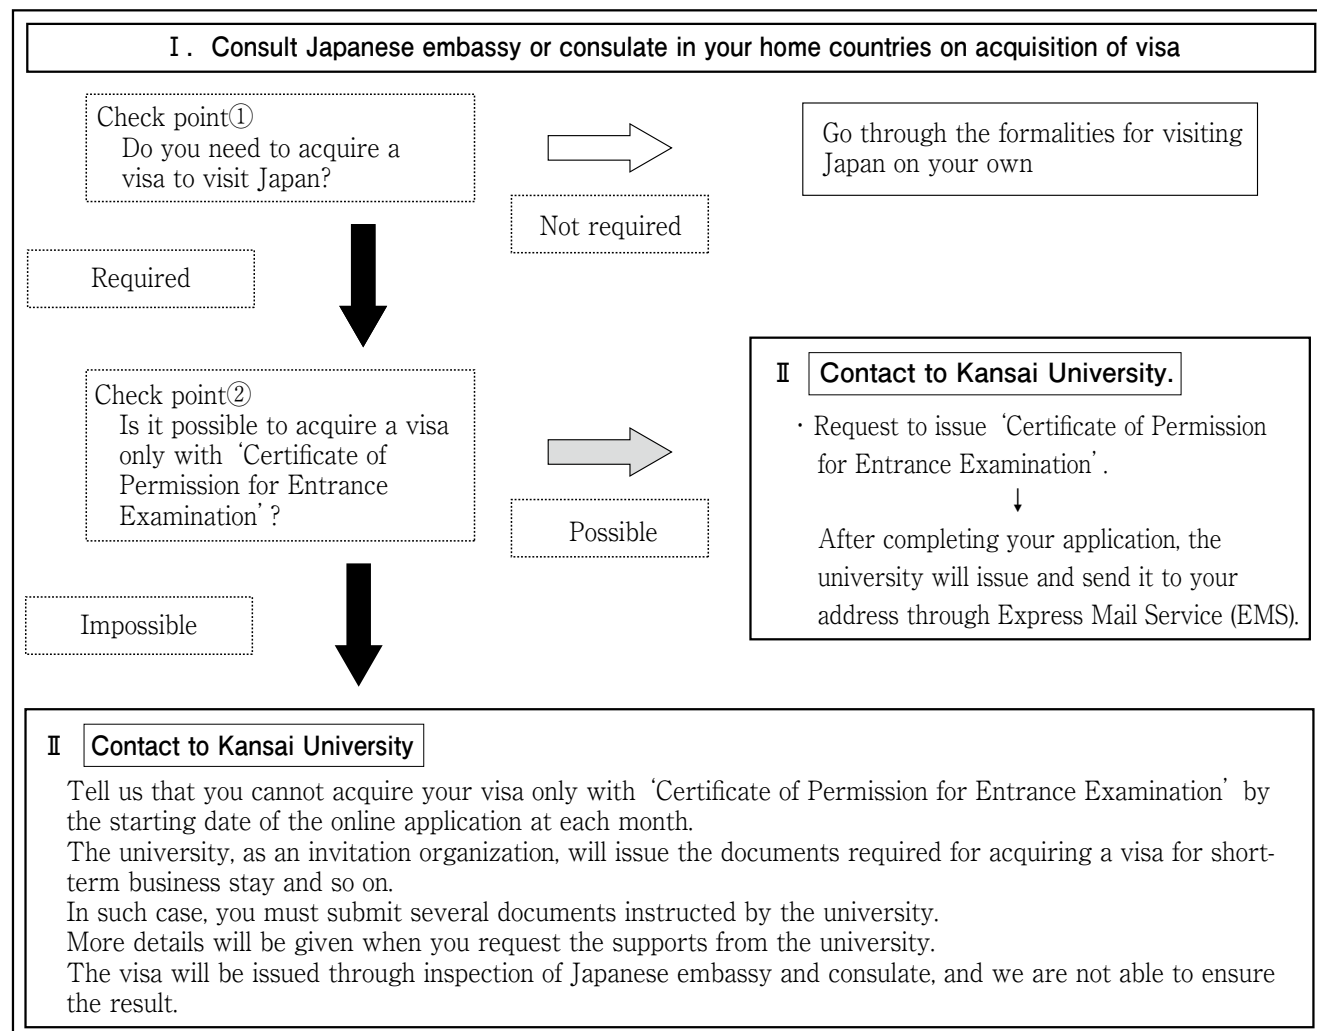 Ⅰ. Consult Japanese embassy or consulate in your home countries on acquisition of visa
Check point①
Do you need to acquire a
visa to visit Japan?
Not required
Go through the formalities for visiting
Japan on your own
Required
Check point②
Is it possible to acquire a visa
only with ‘Certificate of
Permission for Entrance
Examination’?
Possible
Ⅱ Contact to Kansai University.
・Request to issue ‘Certificate of Permission
for Entrance Examination’.
↓
After completing your application, the
university will issue and send it to your
address through Express Mail Service (EMS).
Impossible
Ⅱ Contact to Kansai University
Tell us that you cannot acquire your visa only with ‘Certificate of Permission for Entrance Examination’ by
the starting date of the online application at each month.
The university, as an invitation organization, will issue the documents required for acquiring a visa for short-
term business stay and so on.
In such case, you must submit several documents instructed by the university.
More details will be given when you request the supports from the university.
The visa will be issued through inspection of Japanese embassy and consulate, and we are not able to ensure
the result.